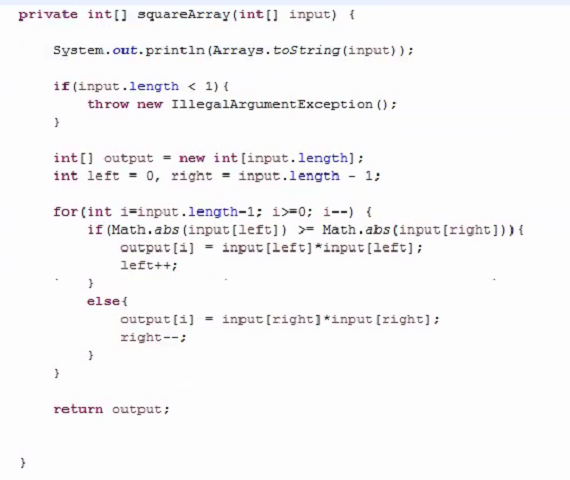 private int[] squareArray(int[] input) {
System.out.println(Arrays.toString(input));
if(input.length < 1){
throw new IllegalArgumentException();
}
int[] output = new int[input.length];
int left = 0, right = input.length - 1;
for(int i=input.length-1; i>=0; i--) {
if(Math.abs(input[left]) >= Math.abs(input[right])){
output[i] = input[left]*input[left];
left++;
}
else{
output[i] = input[right]*input[right];
right--;
}
}
return output;
}